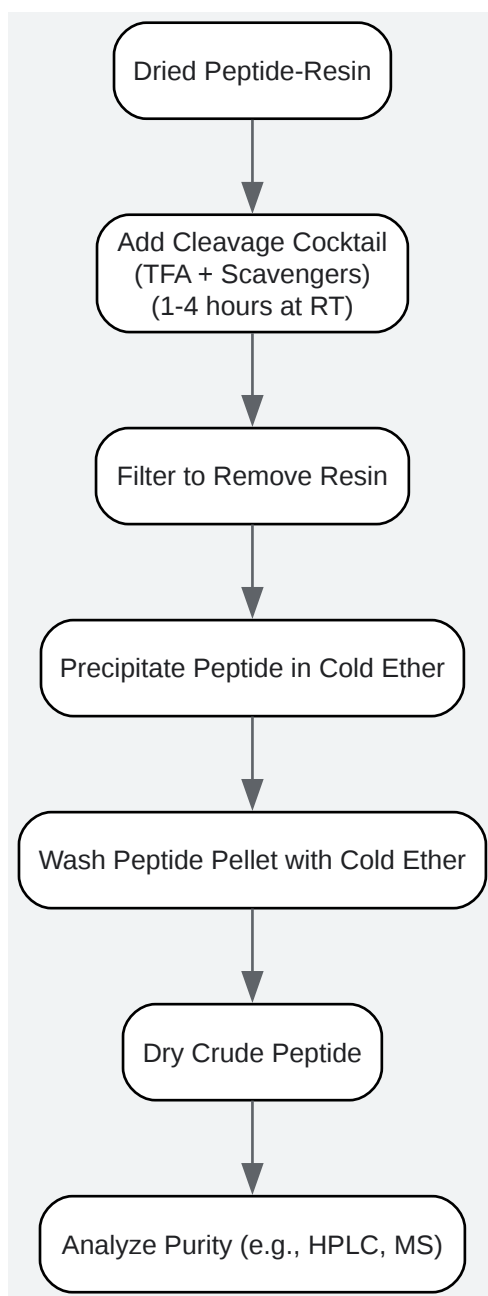 Dried Peptide-Resin
Add Cleavage Cocktail
(TFA + Scavengers)
(1-4 hours at RT)
Filter to Remove Resin
Precipitate Peptide in Cold Ether
Wash Peptide Pellet with Cold Ether
Dry Crude Peptide
Analyze Purity (e.g., HPLC, MS)